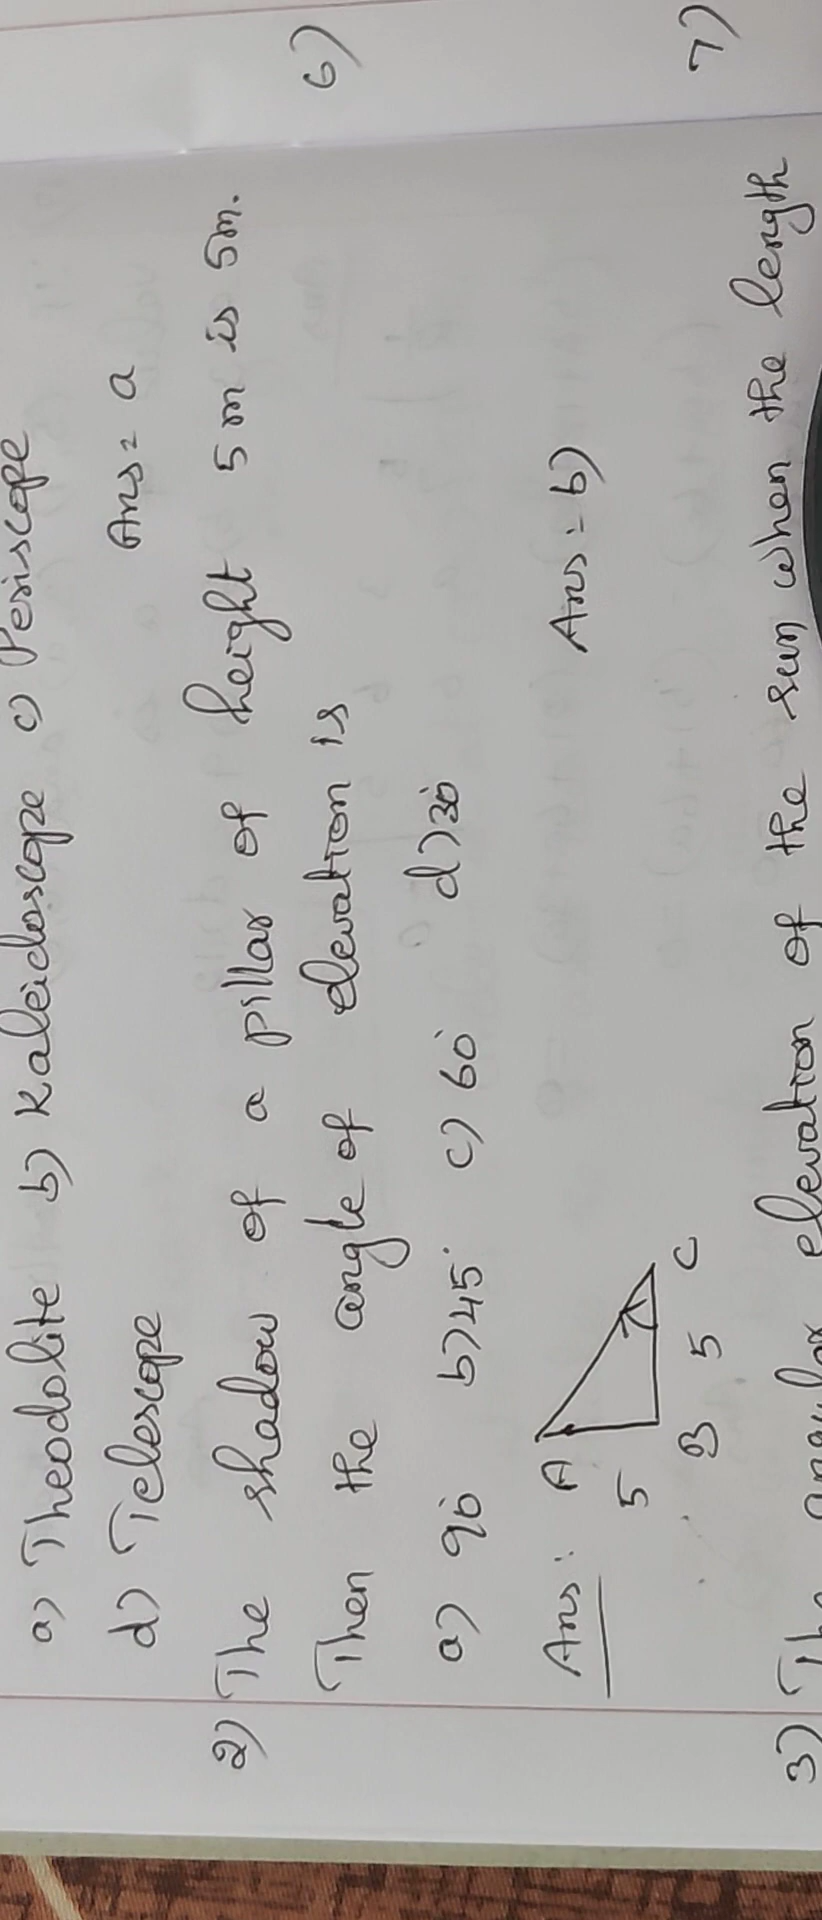 a) Theodolite b) Kaleidoscope c) Periscope
d) Telescope Ans = a
2) The shadow of a pillar of height 5m is 5m.
Then the angle of elevation is
a) 90° b) 45° c) 60° d) 30°
Ans: A Ans = b)
5
B 5 C
3) elevation of the sun when the length
6)
7)